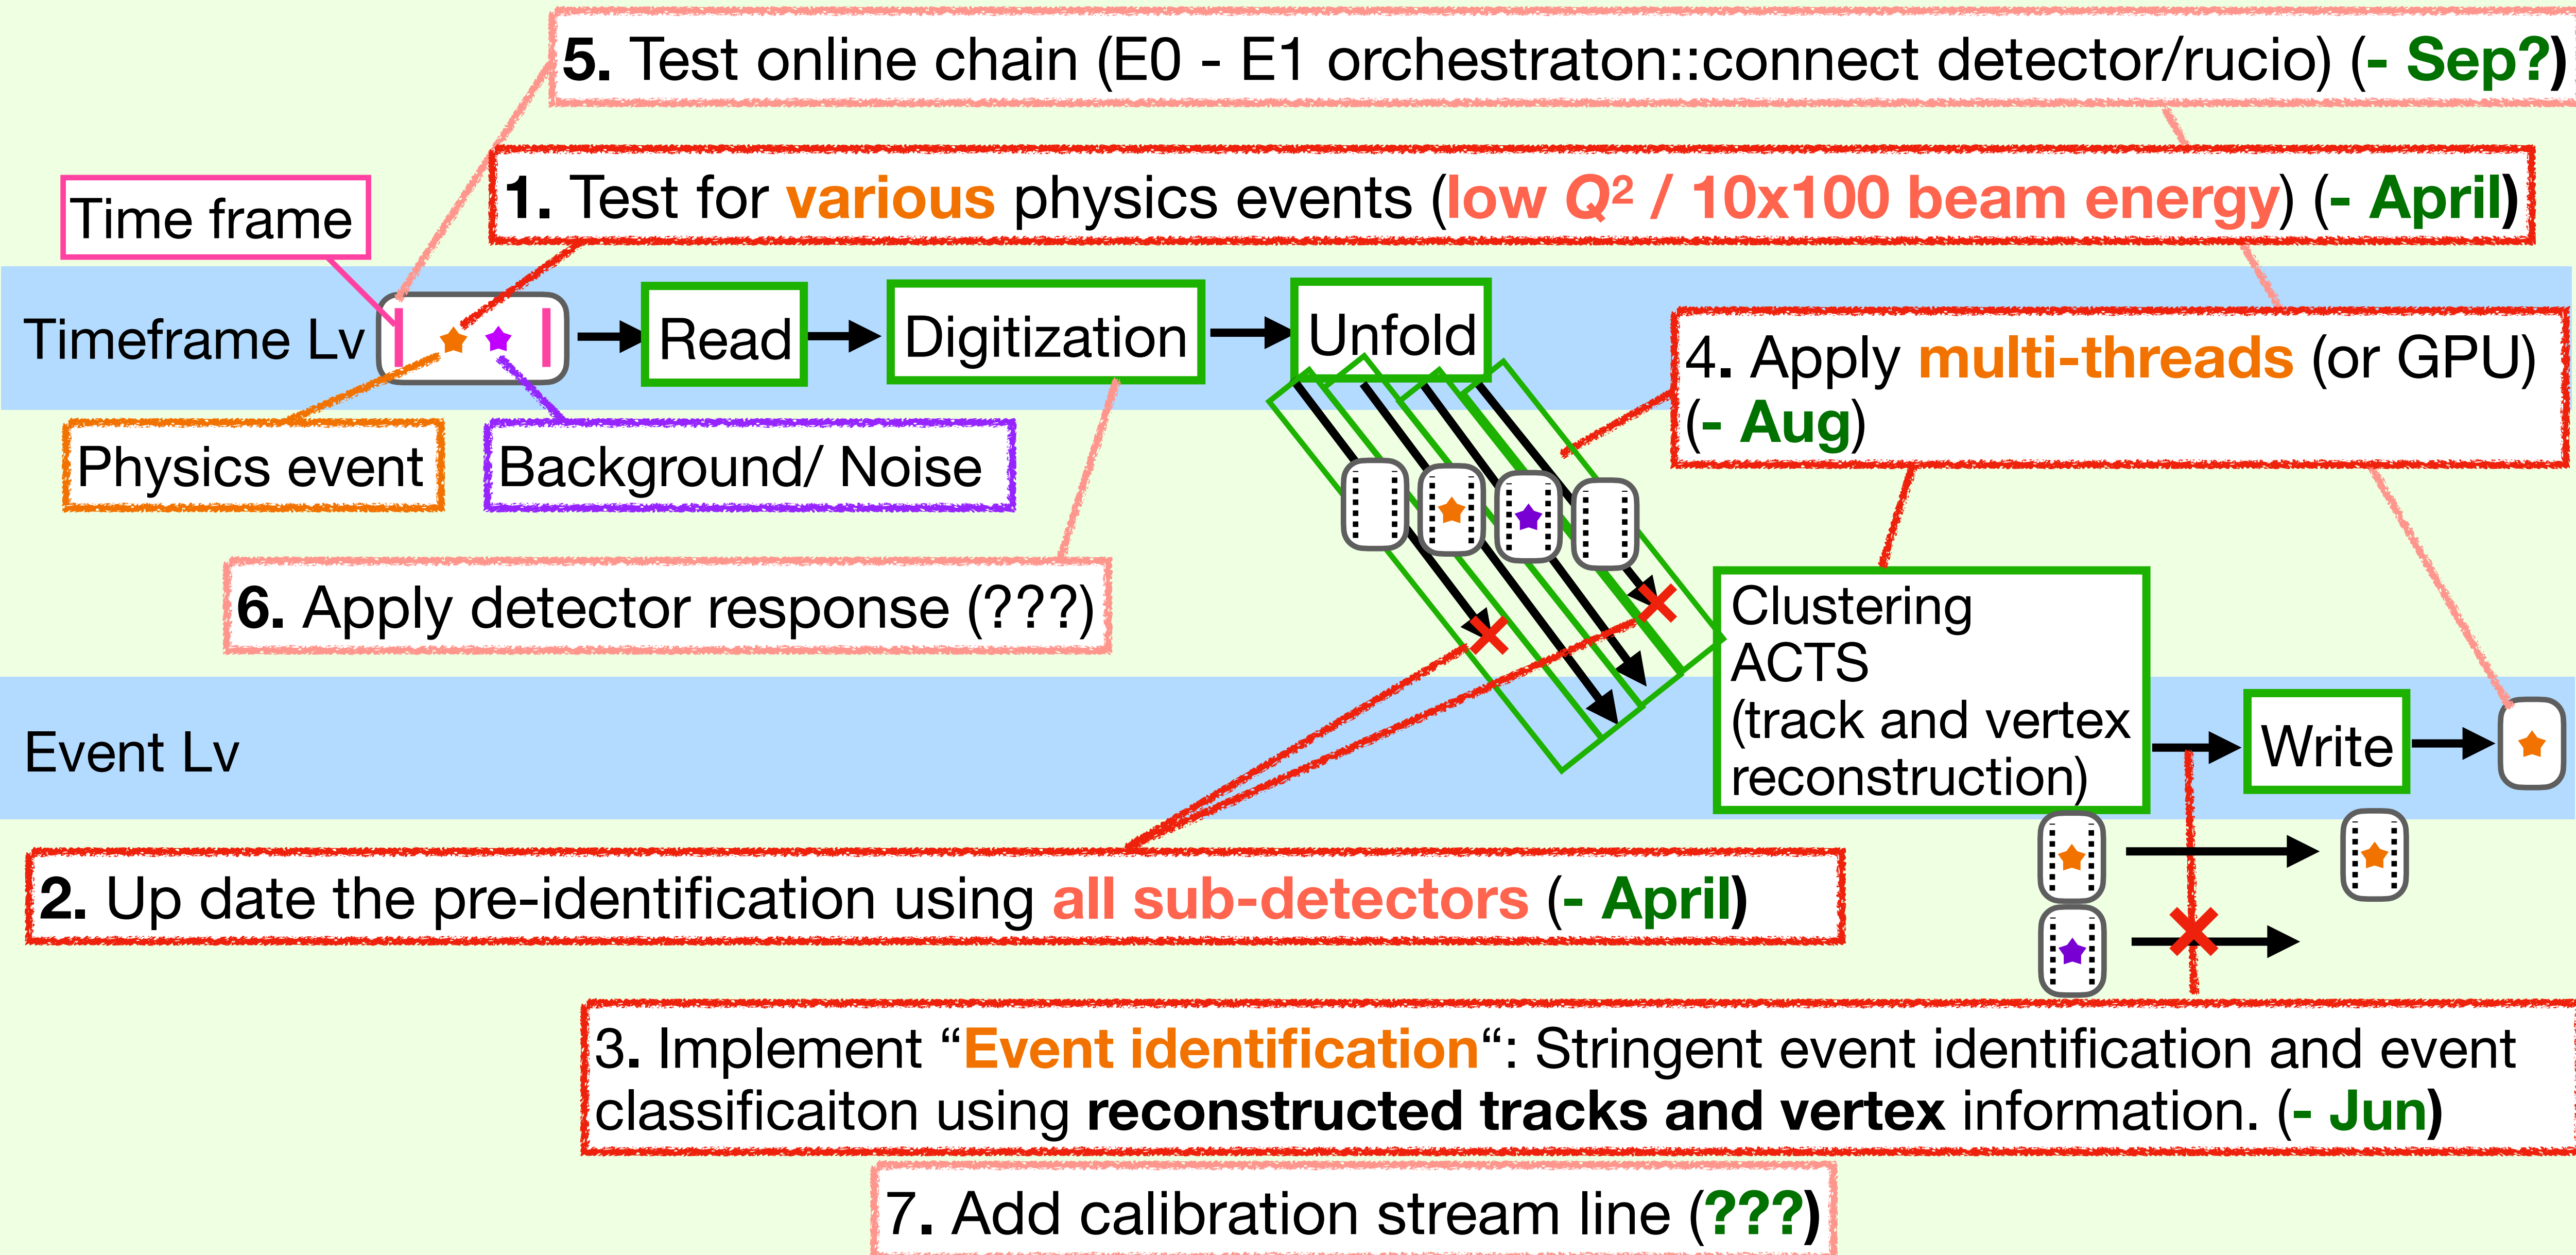 5. Test online chain (E0 - E1 orchestraton::connect detector/rucio) (- Sep?)
1. Test for various physics events (low Q² / 10x100 beam energy) (- April)
Time frame
Timeframe Lv
Read
Digitization
Unfold
4. Apply multi-threads (or GPU)
(- Aug)
Physics event
Background/ Noise
6. Apply detector response (???)
Clustering
ACTS
(track and vertex
reconstruction)
Event Lv
Write
2. Up date the pre-identification using all sub-detectors (- April)
3. Implement “Event identification“: Stringent event identification and event
classificaiton using reconstructed tracks and vertex information. (- Jun)
7. Add calibration stream line (???)